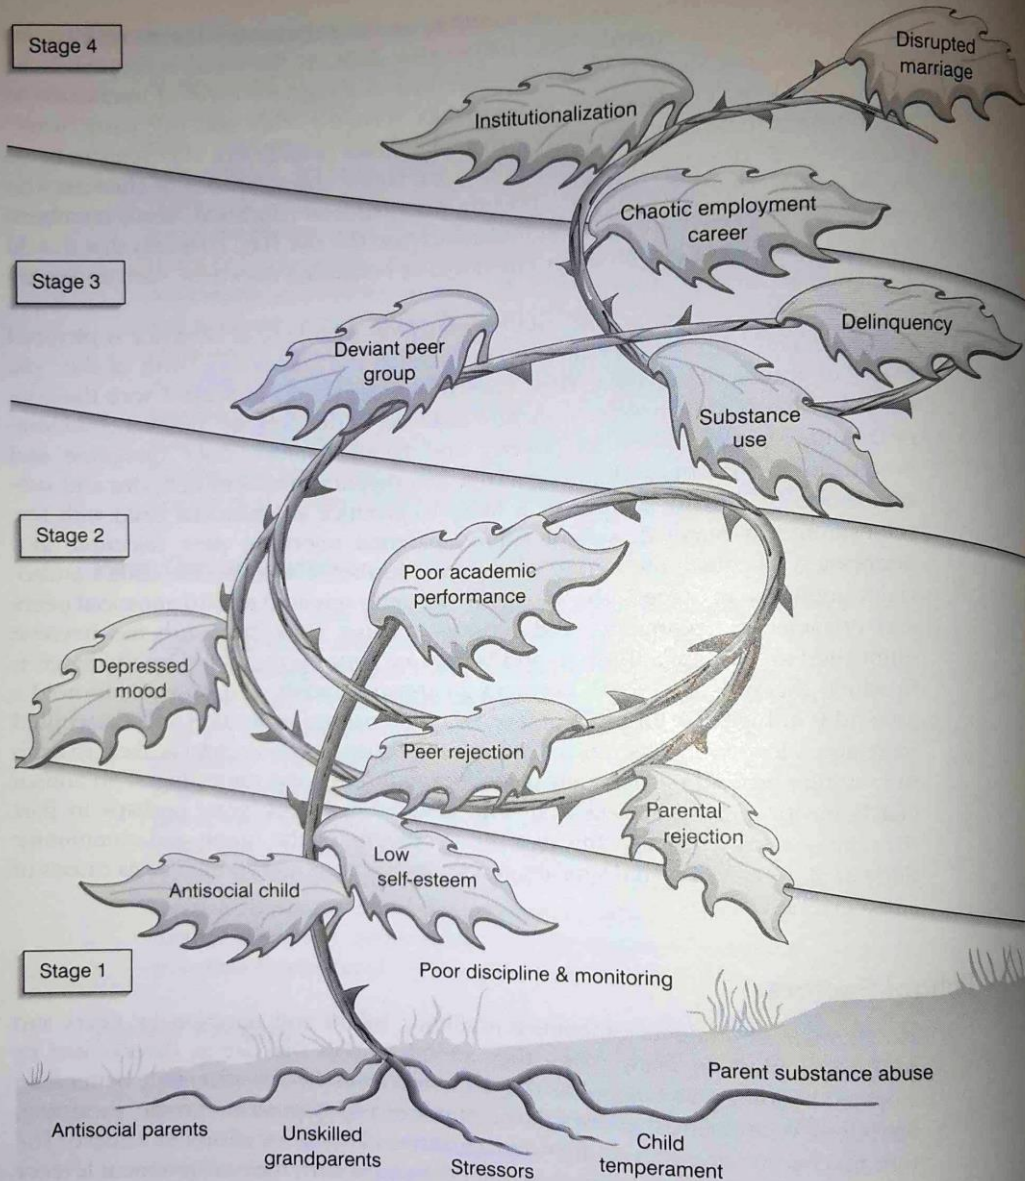 Stage 4
Disrupted
marriage
Institutionalization
Chaotic employment
career
Stage 3
Delinquency
Deviant peer
group
Substance
use
Stage 2
Poor academic
performance
Depressed
mood
Peer rejection
Parental
rejection
Low
self-esteem
Antisocial child
Stage 1
Poor discipline & monitoring
Parent substance abuse
Antisocial parents
Unskilled
grandparents
Stressors
Child
temperament